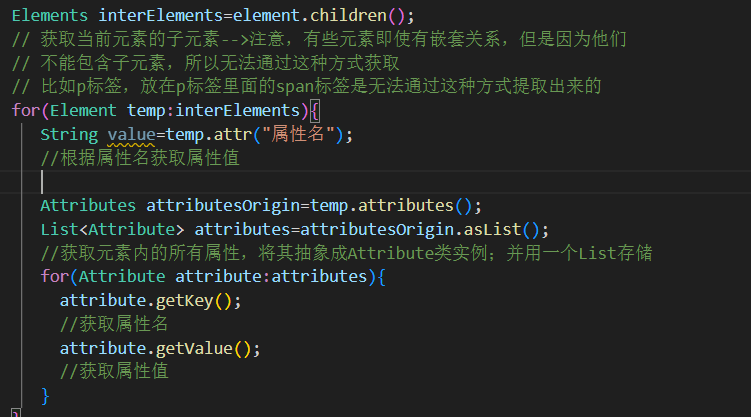 Elements interElements=element.children();
// 获取当前元素的子元素-->注意，有些元素即使有嵌套关系，但是因为他们
// 不能包含子元素，所以无法通过这种方式获取
// 比如p标签，放在p标签里面的span标签是无法通过这种方式提取出来的
for(Element temp:interElements){
String value=temp.attr("属性名");
//根据属性名获取属性值
Attributes attributesOrigin=temp.attributes();
List<Attribute> attributes=attributesOrigin.asList();
//获取元素内的所有属性，将其抽象成Attribute类实例；并用一个List存储
for(Attribute attribute:attributes){
attribute.getKey();
//获取属性名
attribute.getValue();
//获取属性值
}
}